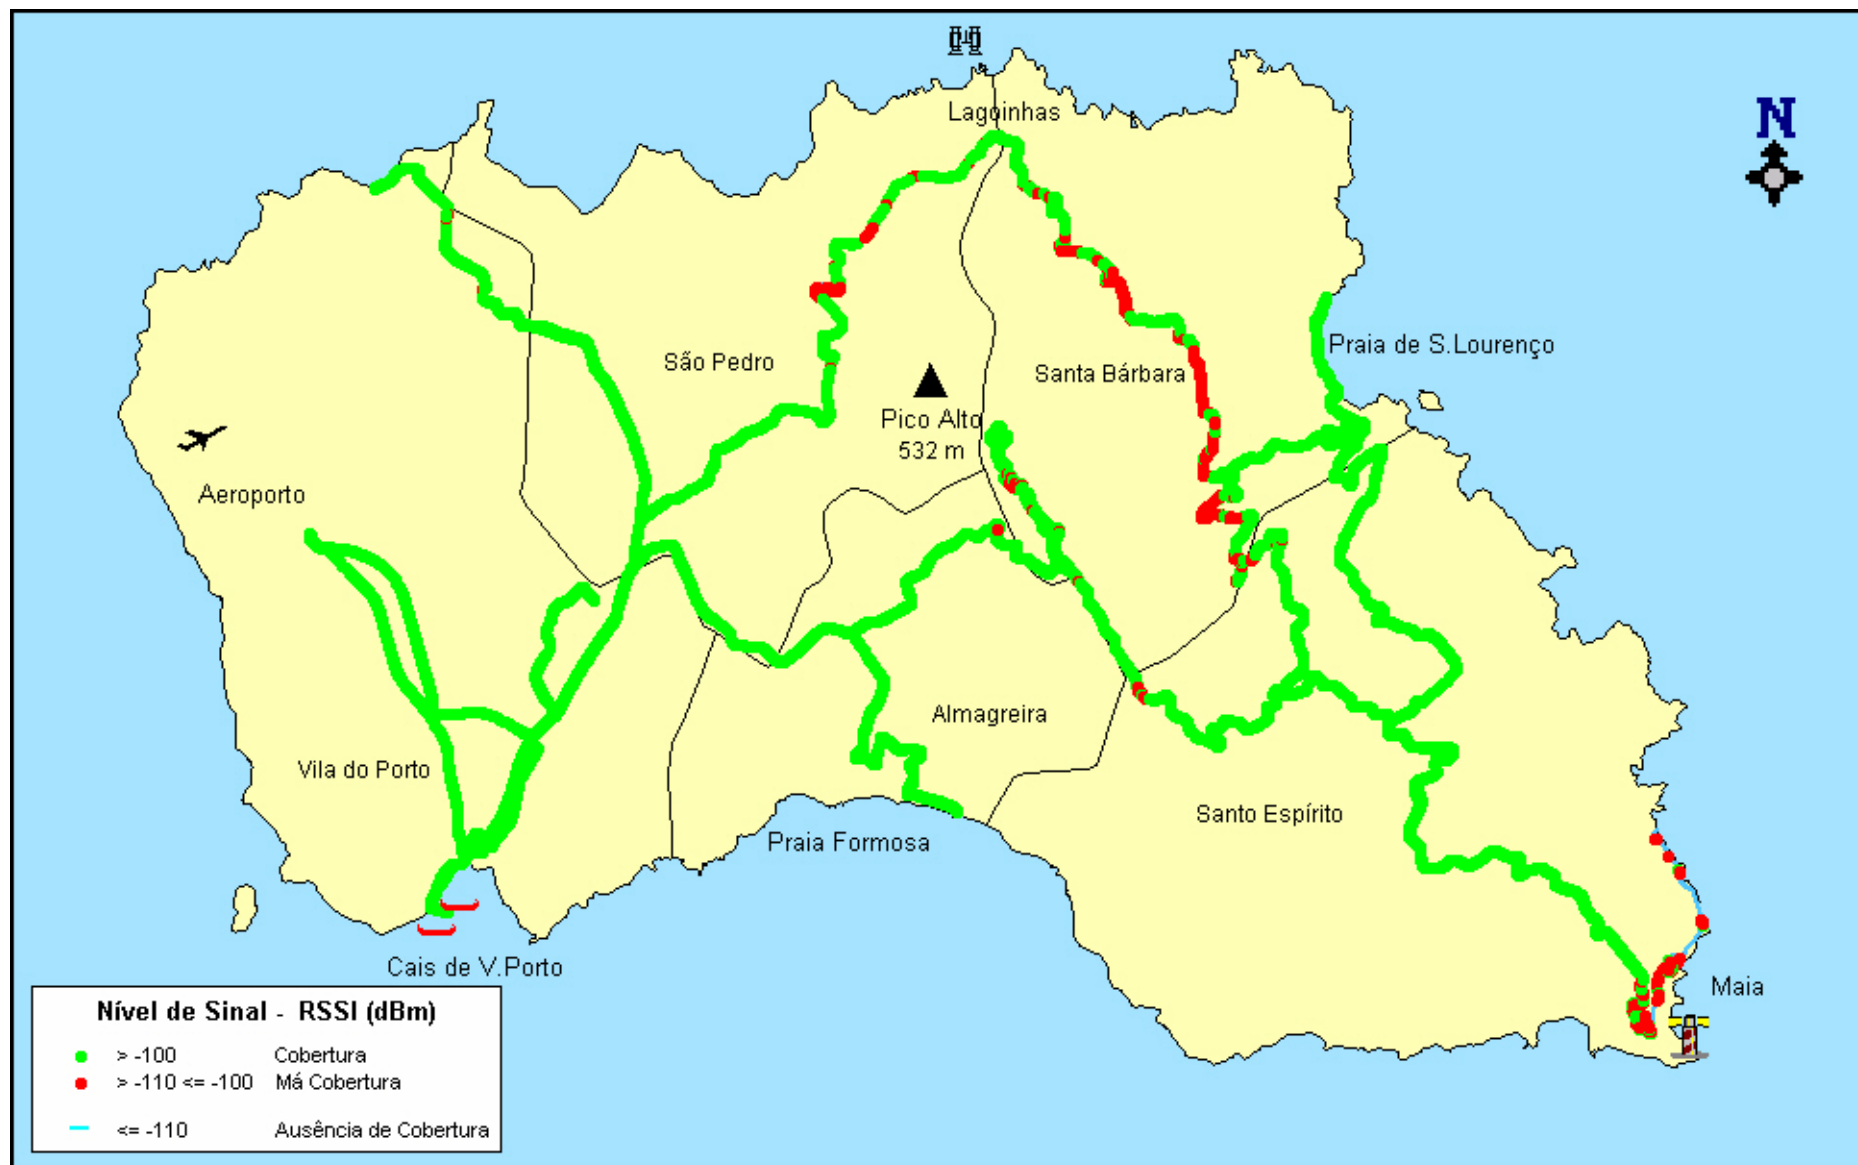 Lagoinhas
N
São Pedro
Praia de S.Lourenço
Santa Bárbara
Pico Alto
532 m
Aeroporto
Almagreira
Vila do Porto
Santo Espírito
Praia Formosa
Cais de V.Porto
Maia
Nível de Sinal - RSSI (dBm)
> -100 Cobertura
> -110 <= -100 Má Cobertura
<= -110 Ausência de Cobertura